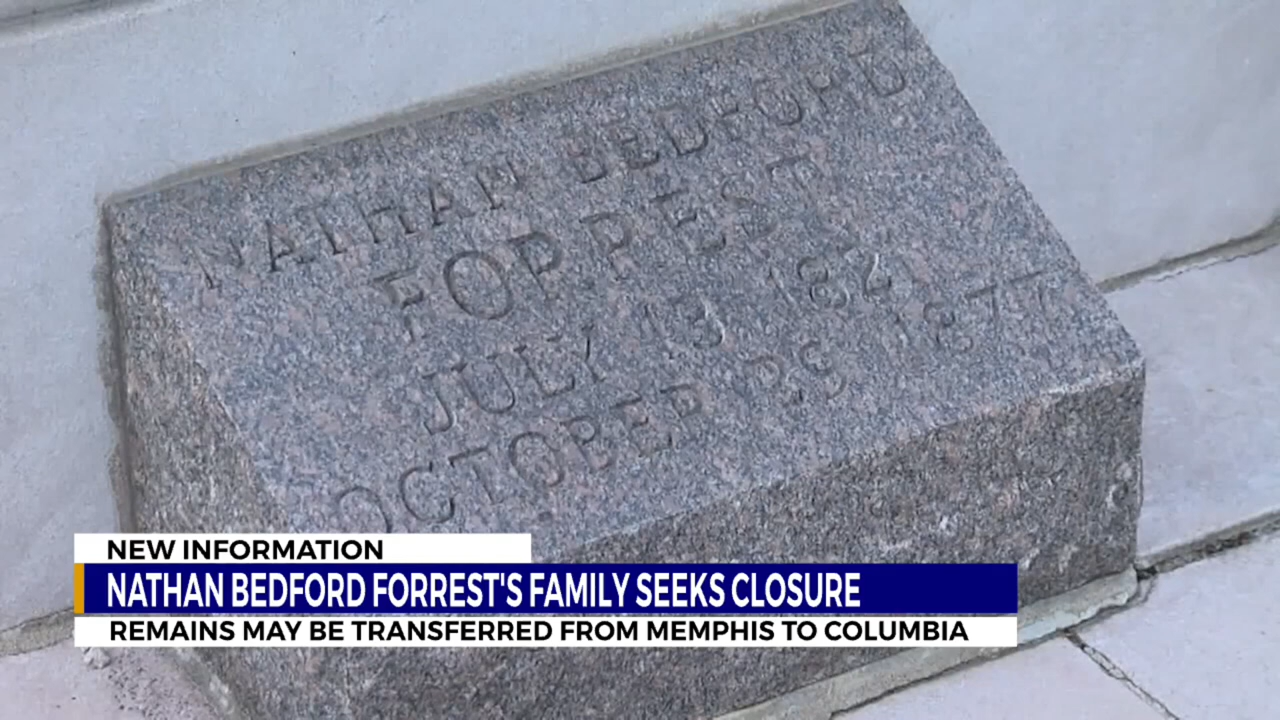 NATHAN BEDFORD
FORREST
JULY 13 1821
OCTOBER 29 1877
NEW INFORMATION
NATHAN BEDFORD FORREST'S FAMILY SEEKS CLOSURE
REMAINS MAY BE TRANSFERRED FROM MEMPHIS TO COLUMBIA